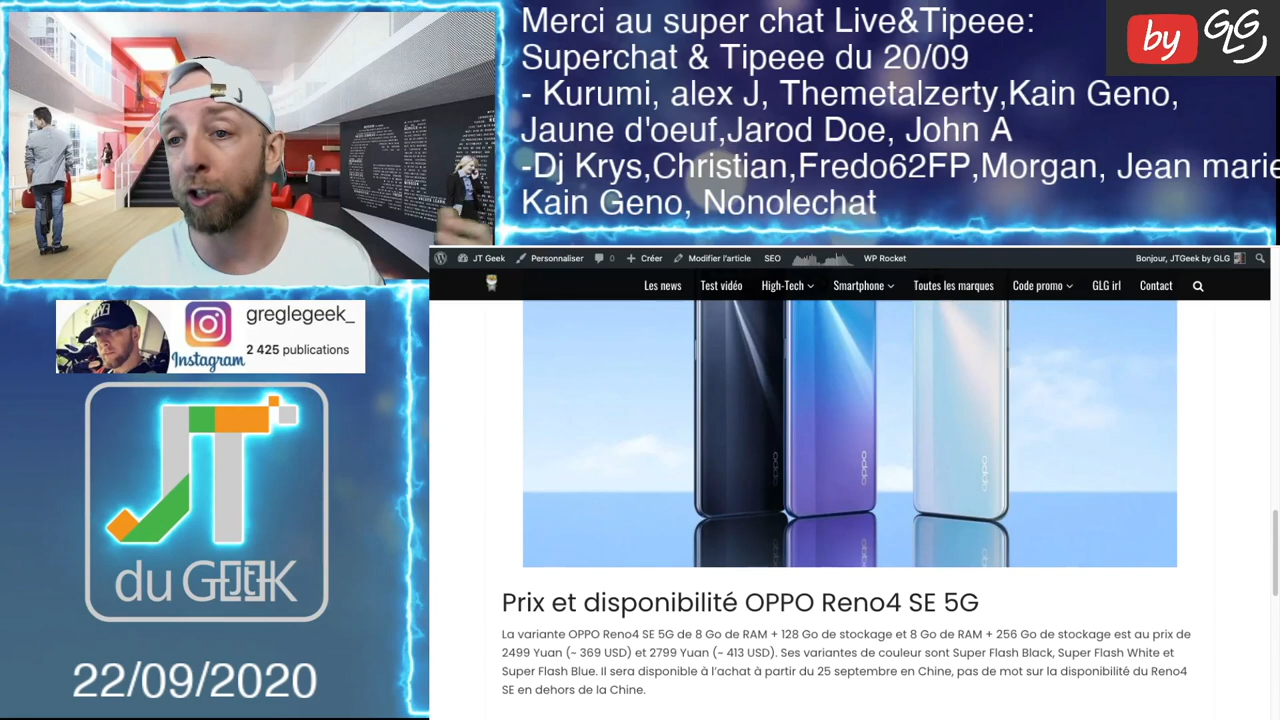 Merci au super chat Live&Tipeee:
Superchat & Tipeee du 20/09
- Kurumi, alex J, Themetalzerty,Kain Geno,
Jaune d'oeuf,Jarod Doe, John A
-Dj Krys,Christian,Fredo62FP,Morgan, Jean marie
Kain Geno, Nonolechat
by GLG
JT Geek Personnaliser 0 Créer Modifier l'article SEO WP Rocket Bonjour, JTGeek by GLG
Les news Test vidéo High-Tech Smartphone Toutes les marques Code promo GLG irl Contact
greglegeek_
Instagram
2 425 publications
JT
du GEEK
22/09/2020
oppo oppo oppo
Prix et disponibilité OPPO Reno4 SE 5G
La variante OPPO Reno4 SE 5G de 8 Go de RAM + 128 Go de stockage et 8 Go de RAM + 256 Go de stockage est au prix de
2499 Yuan (~ 369 USD) et 2799 Yuan (~ 413 USD). Ses variantes de couleur sont Super Flash Black, Super Flash White et
Super Flash Blue. Il sera disponible à l'achat à partir du 25 septembre en Chine, pas de mot sur la disponibilité du Reno4
SE en dehors de la Chine.